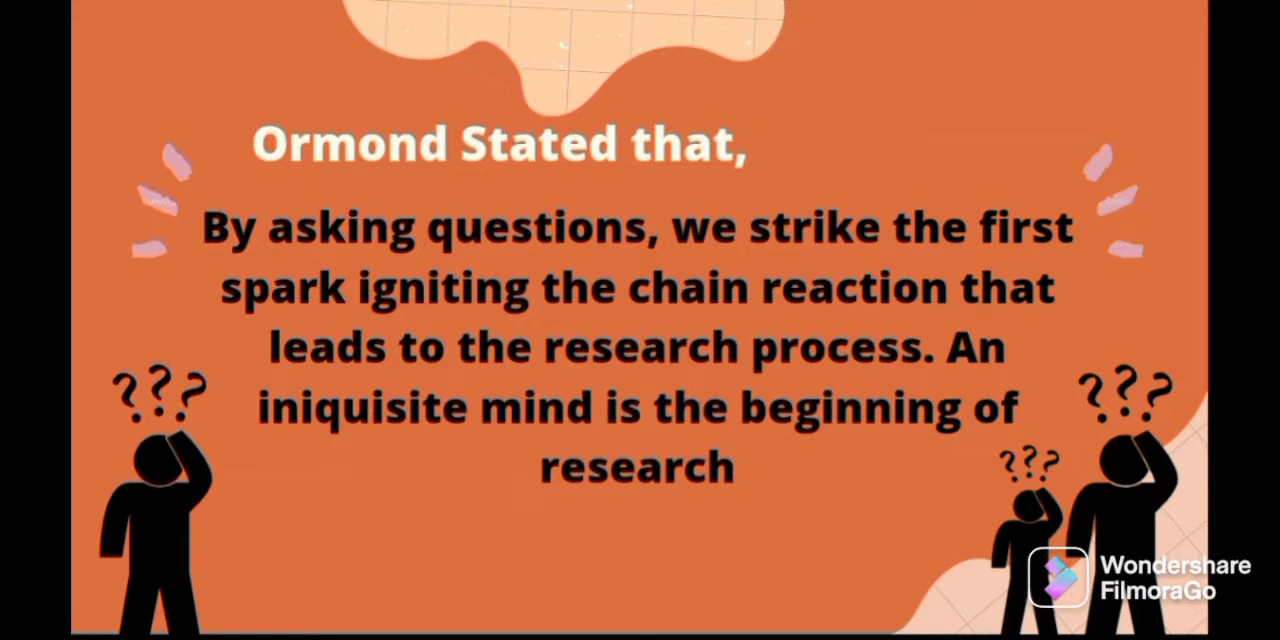 Ormond Stated that,
By asking questions, we strike the first
spark igniting the chain reaction that
leads to the research process. An
iniquisite mind is the beginning of
research
???
???
???
Wondershare
FilmoraGo